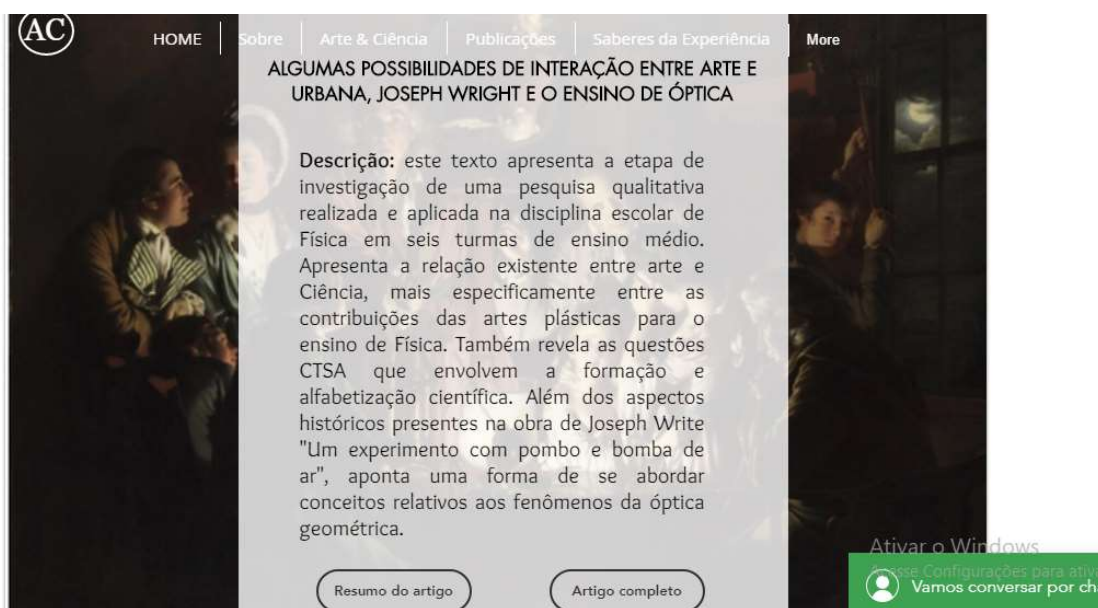 AC
HOME Sobre Arte & Ciência Publicações Saberes da Experiência More
ALGUMAS POSSIBILIDADES DE INTERAÇÃO ENTRE ARTE E
URBANA, JOSEPH WRIGHT E O ENSINO DE ÓPTICA
Descrição: este texto apresenta a etapa de
investigação de uma pesquisa qualitativa
realizada e aplicada na disciplina escolar de
Física em seis turmas de ensino médio.
Apresenta a relação existente entre arte e
Ciência, mais especificamente entre as
contribuições das artes plásticas para o
ensino de Física. Também revela as questões
CTSA que envolvem a formação e
alfabetização científica. Além dos aspectos
históricos presentes na obra de Joseph Write
"Um experimento com pombo e bomba de
ar", aponta uma forma de se abordar
conceitos relativos aos fenômenos da óptica
geométrica.
Resumo do artigo
Artigo completo
Ativar o Windows
Configurações para
Vamos conversar por